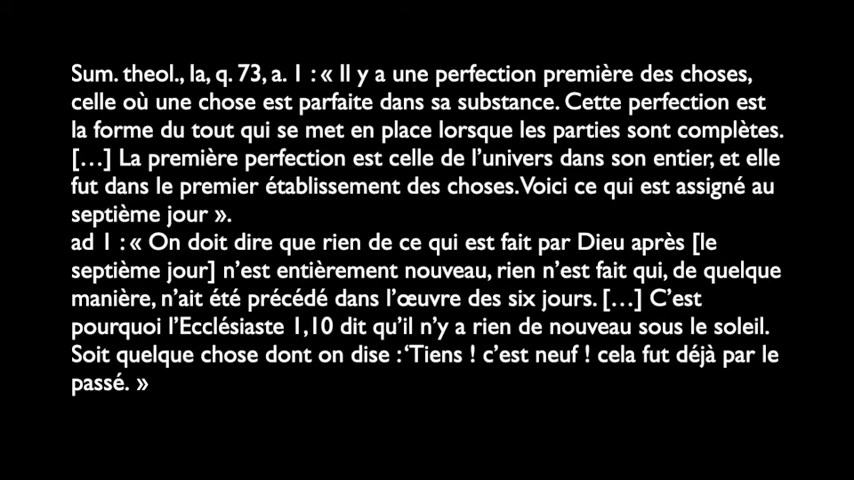 Sum. theol., Ia, q. 73, a. 1 : « Il y a une perfection première des choses,
celle où une chose est parfaite dans sa substance. Cette perfection est
la forme du tout qui se met en place lorsque les parties sont complètes.
[…] La première perfection est celle de l’univers dans son entier, et elle
fut dans le premier établissement des choses. Voici ce qui est assigné au
septième jour ».
ad 1 : « On doit dire que rien de ce qui est fait par Dieu après [le
septième jour] n’est entièrement nouveau, rien n’est fait qui, de quelque
manière, n’ait été précédé dans l’œuvre des six jours. […] C’est
pourquoi l’Ecclésiaste 1,10 dit qu’il n’y a rien de nouveau sous le soleil.
Soit quelque chose dont on dise : ‘Tiens ! c’est neuf ! cela fut déjà par le
passé. »